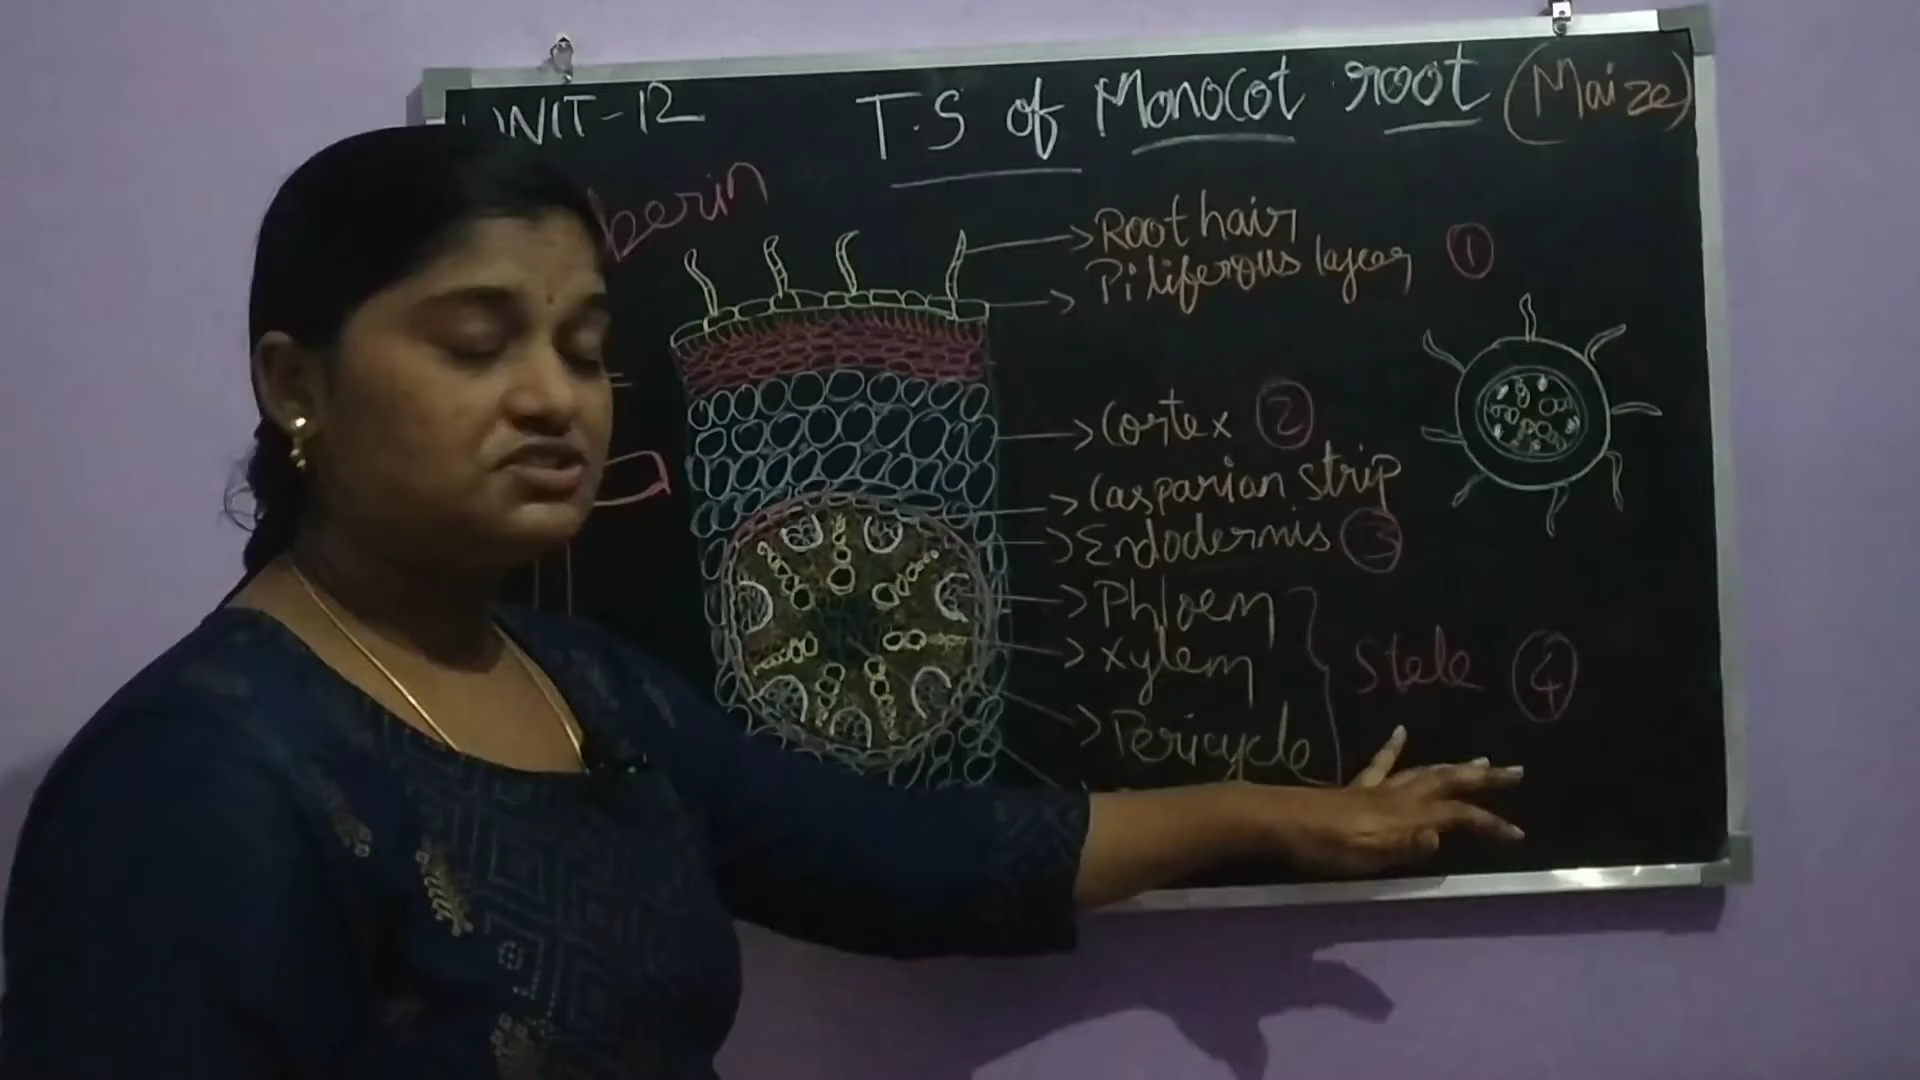 UNIT-12
T.S of Monocot root (Maize)
berin
Root hair
Piliferous layer 1
Cortex 2
Casparian strip
Endodermis 3
Phloem
Xylem
Stele 4
Pericycle